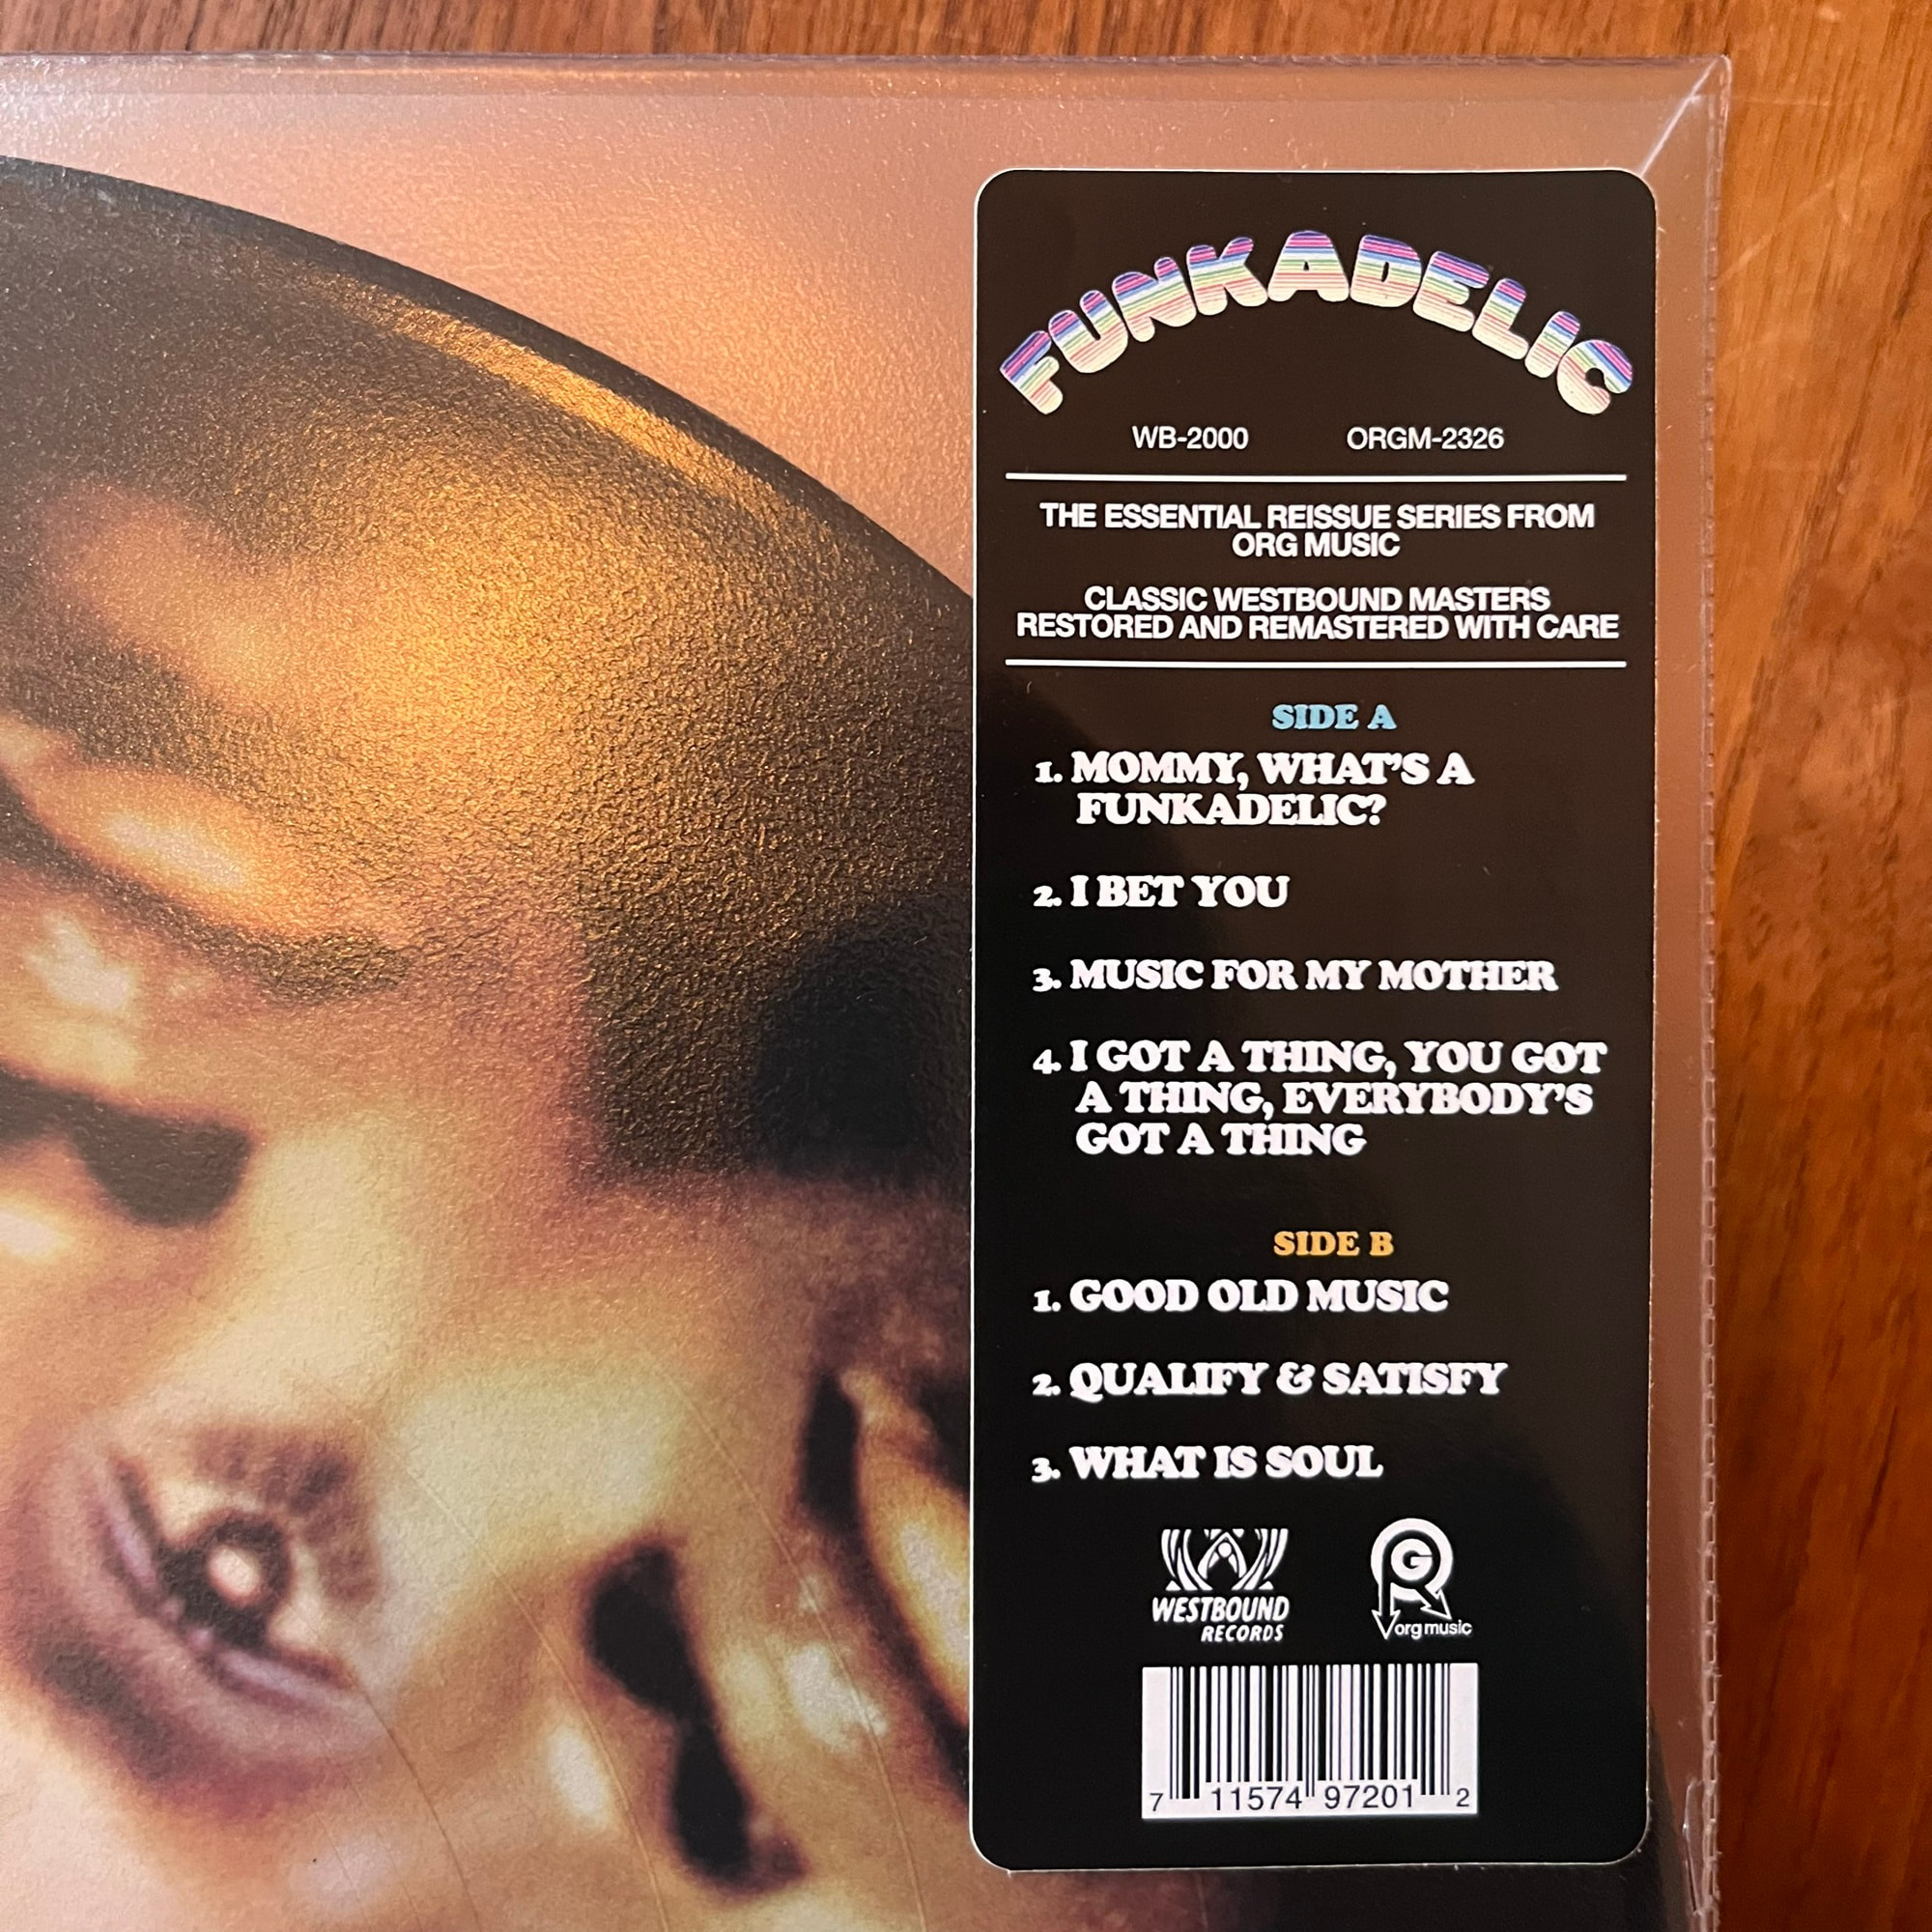 FUNKADELIC
WB-2000 ORGM-2326
THE ESSENTIAL REISSUE SERIES FROM
ORG MUSIC
CLASSIC WESTBOUND MASTERS
RESTORED AND REMASTERED WITH CARE
SIDE A
1. MOMMY, WHAT'S A
FUNKADELIC?
2. I BET YOU
3. MUSIC FOR MY MOTHER
4. I GOT A THING, YOU GOT
A THING, EVERYBODY'S
GOT A THING
SIDE B
1. GOOD OLD MUSIC
2. QUALIFY & SATISFY
3. WHAT IS SOUL
WESTBOUND
RECORDS
G
org music
7 11574 97201 2